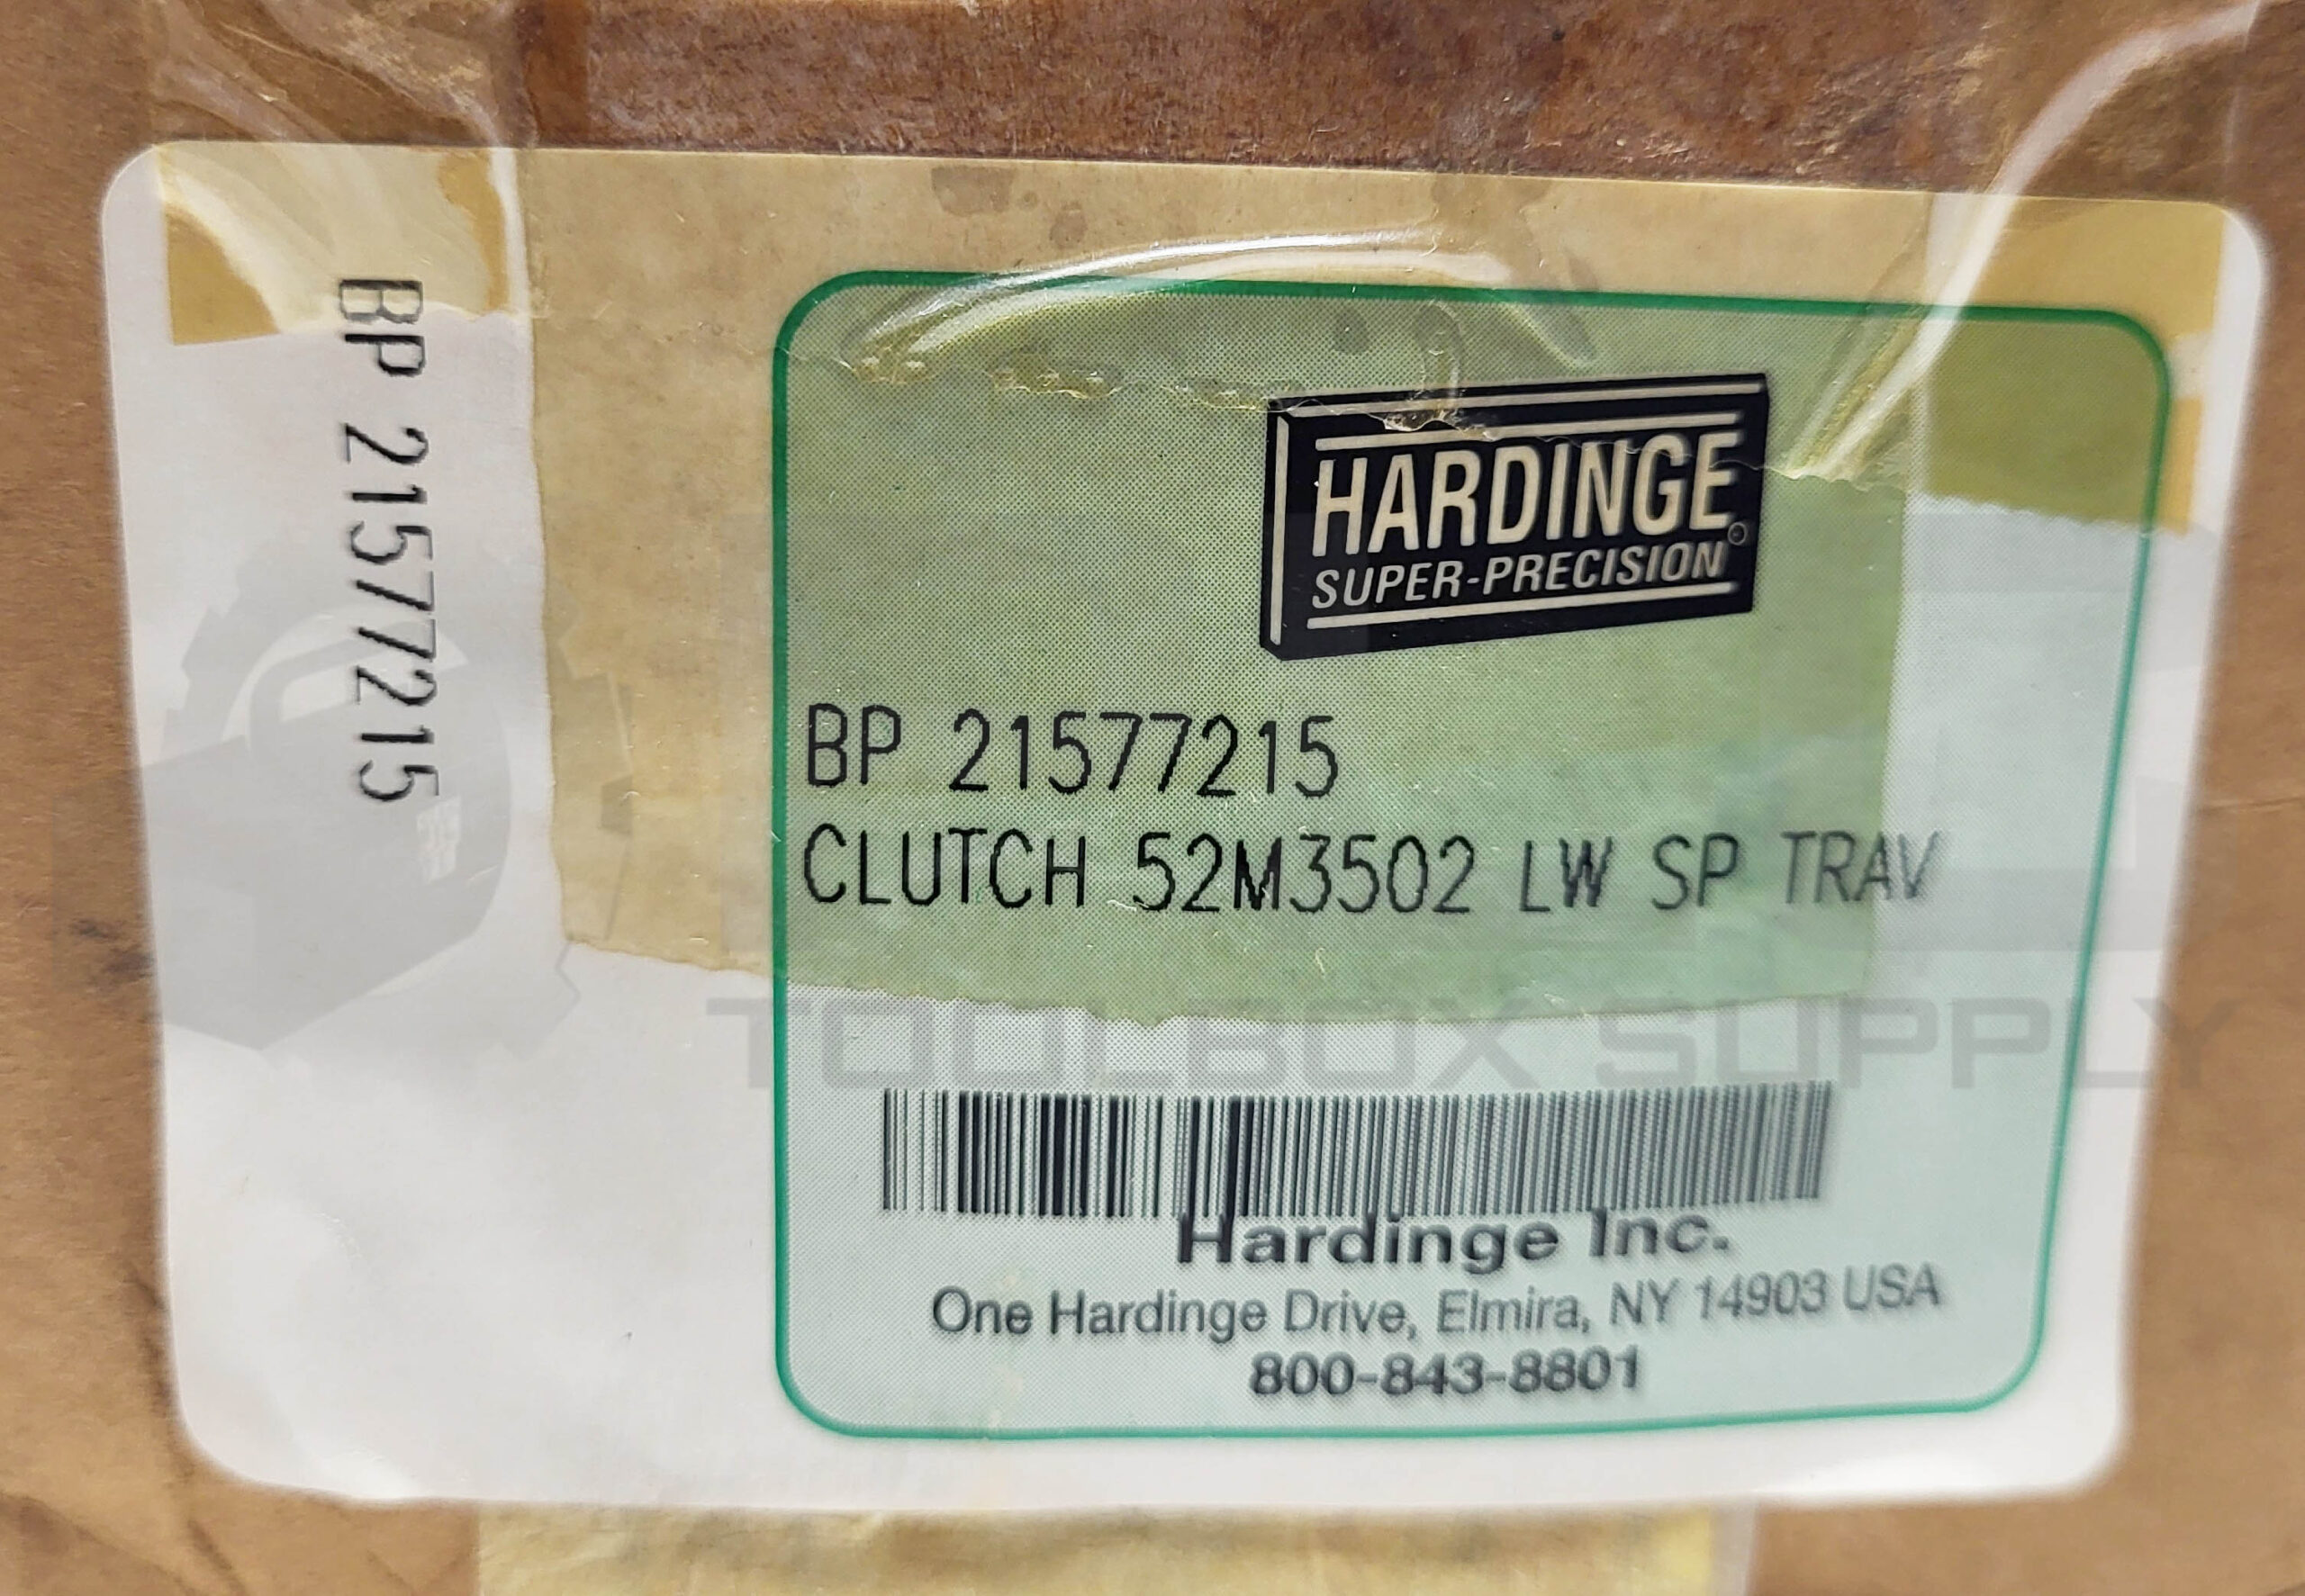 BP 21577215
HARDINGE®
SUPER-PRECISION
BP 21577215
CLUTCH 52M3502 LW SP TRAV
TOOLBOX SUPPLY
Hardinge Inc.
One Hardinge Drive, Elmira, NY 14903 USA
800-843-8801